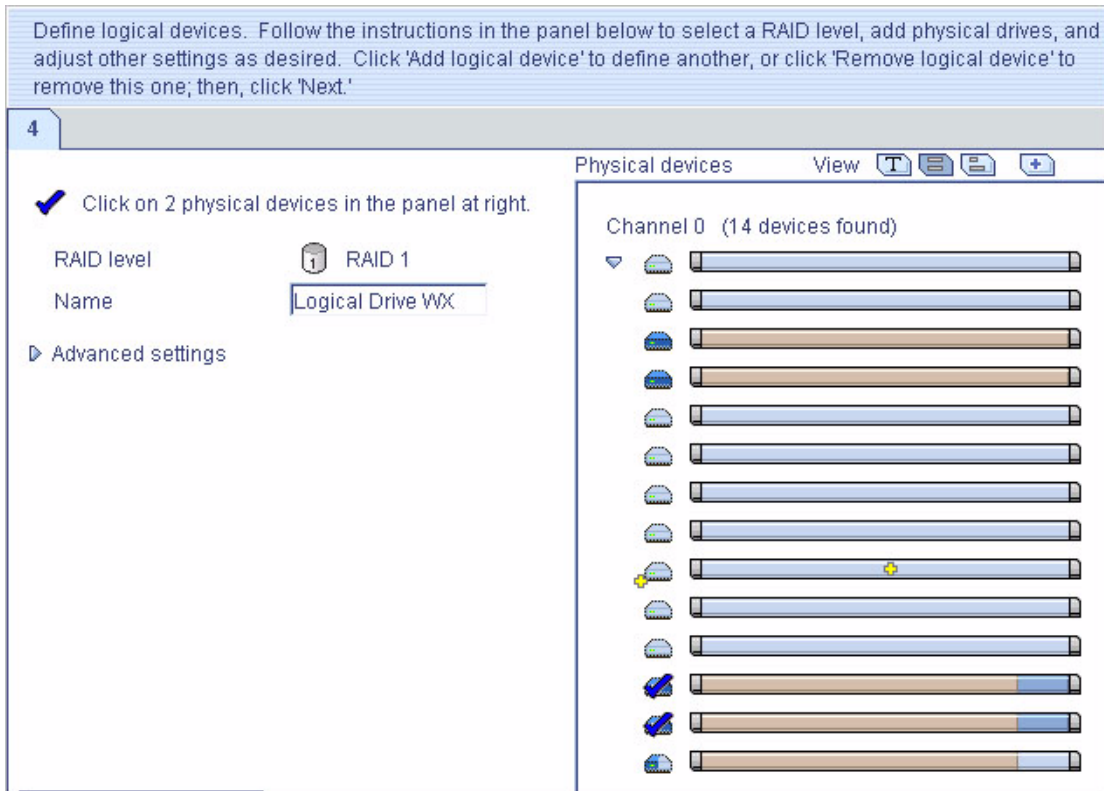 Define logical devices. Follow the instructions in the panel below to select a RAID level, add physical drives, and
adjust other settings as desired. Click 'Add logical device' to define another, or click 'Remove logical device' to
remove this one; then, click 'Next.'
4
Physical devices View T
Click on 2 physical devices in the panel at right.
Channel 0 (14 devices found)
RAID level 1 RAID 1
Name Logical Drive WX
Advanced settings